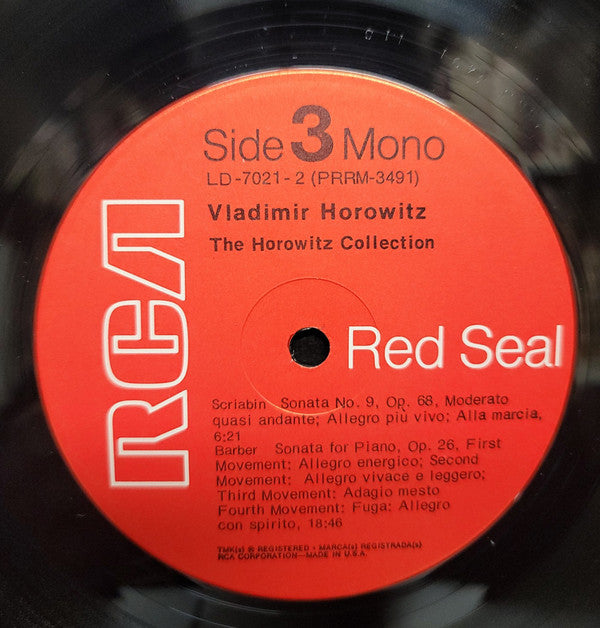 Side 3 Mono
LD-7021-2 (PRRM-3491)
Vladimir Horowitz
The Horowitz Collection
RCA
Red Seal
Scriabin Sonata No. 9, Op. 68, Moderato
quasi andante; Allegro più vivo; Alla marcia,
6:21
Barber Sonata for Piano, Op. 26, First
Movement: Allegro energico; Second
Movement: Allegro vivace e leggero;
Third Movement: Adagio mesto
Fourth Movement: Fuga: Allegro
con spirito, 18:46
TMK(s) ® REGISTERED • MARCA(s) REGISTRADA(s)
RCA CORPORATION—MADE IN U.S.A.